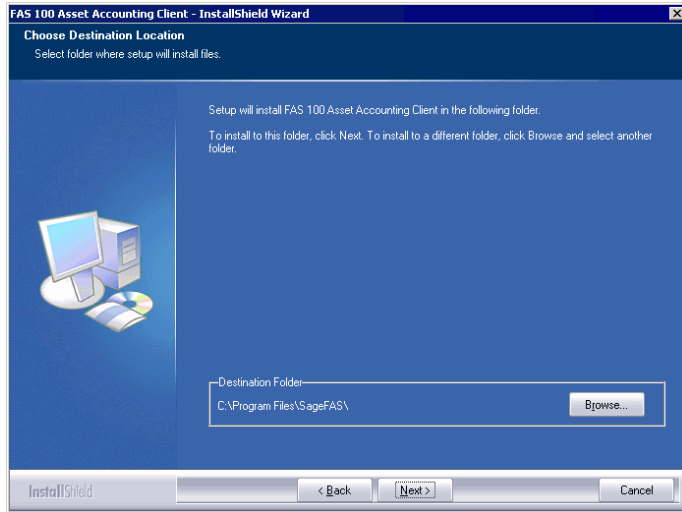 FAS 100 Asset Accounting Client - InstallShield Wizard
Choose Destination Location
Select folder where setup will install files.
Setup will install FAS 100 Asset Accounting Client in the following folder.
To install to this folder, click Next. To install to a different folder, click Browse and select another
folder.
Destination Folder
C:\Program Files\SageFAS\
Browse...
InstallShield
< Back
Next >
Cancel